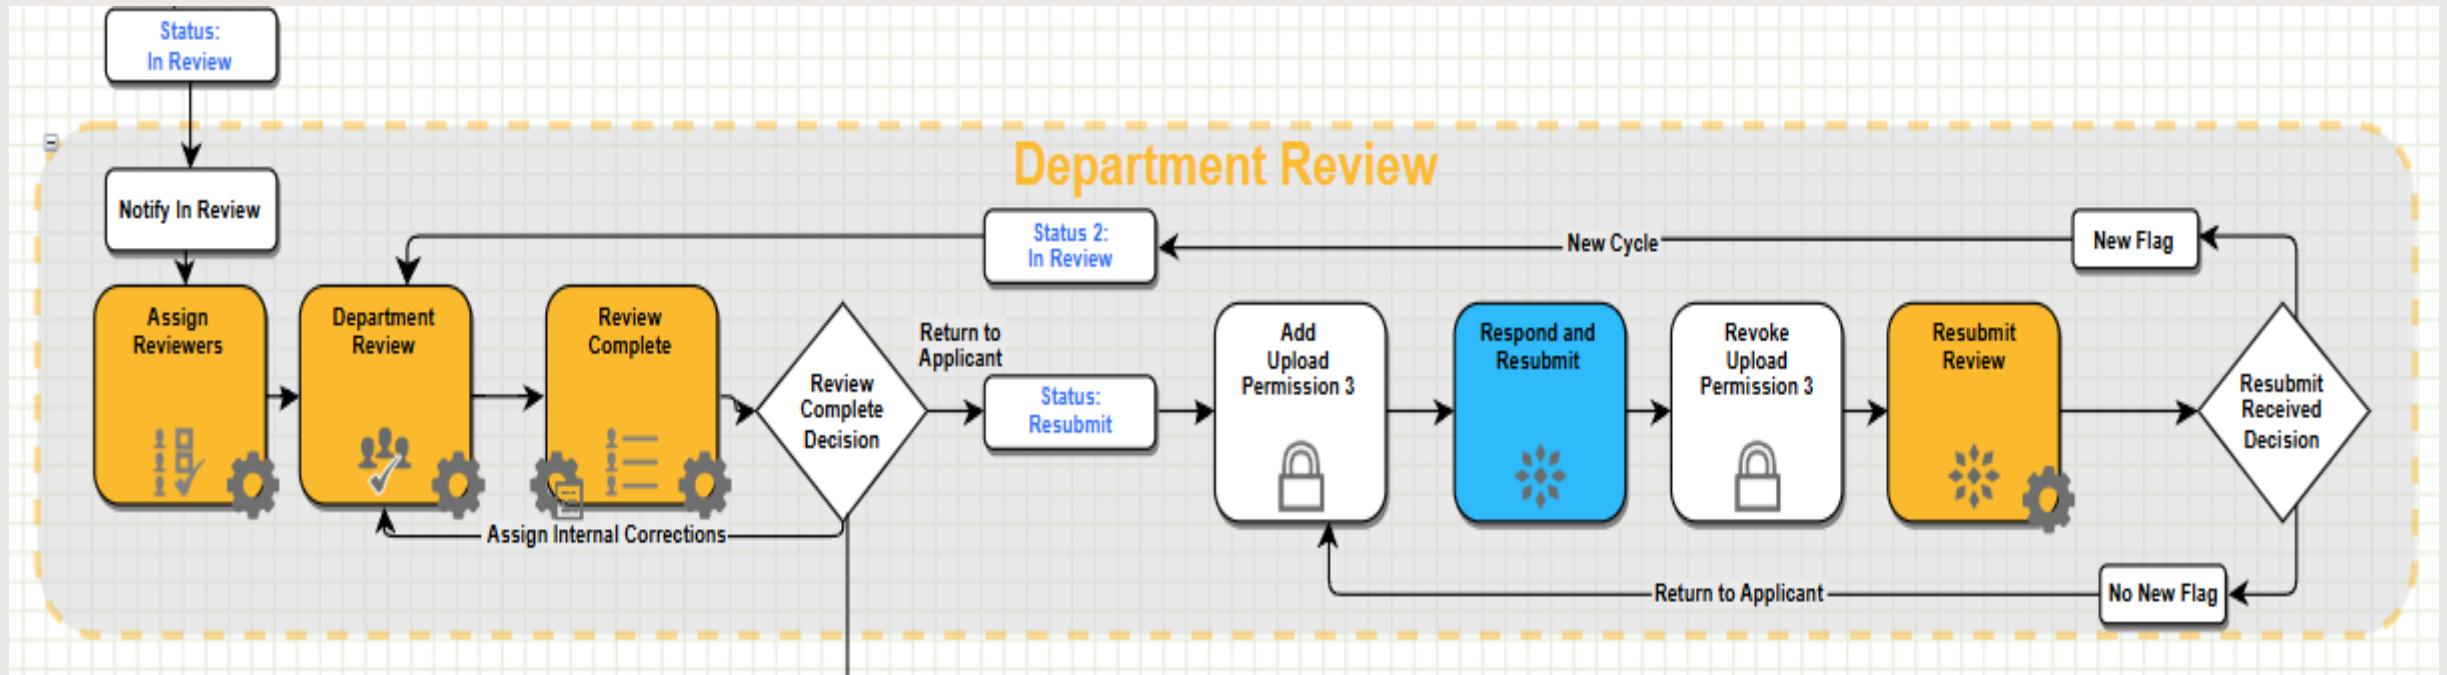 Status:
In Review
Department Review
Notify In Review
Status 2:
In Review
New Cycle
New Flag
Assign
Reviewers
Department
Review
Review
Complete
Review
Complete
Decision
Return to
Applicant
Status:
Resubmit
Add
Upload
Permission 3
Respond and
Resubmit
Revoke
Upload
Permission 3
Resubmit
Review
Resubmit
Received
Decision
Assign Internal Corrections
Return to Applicant
No New Flag